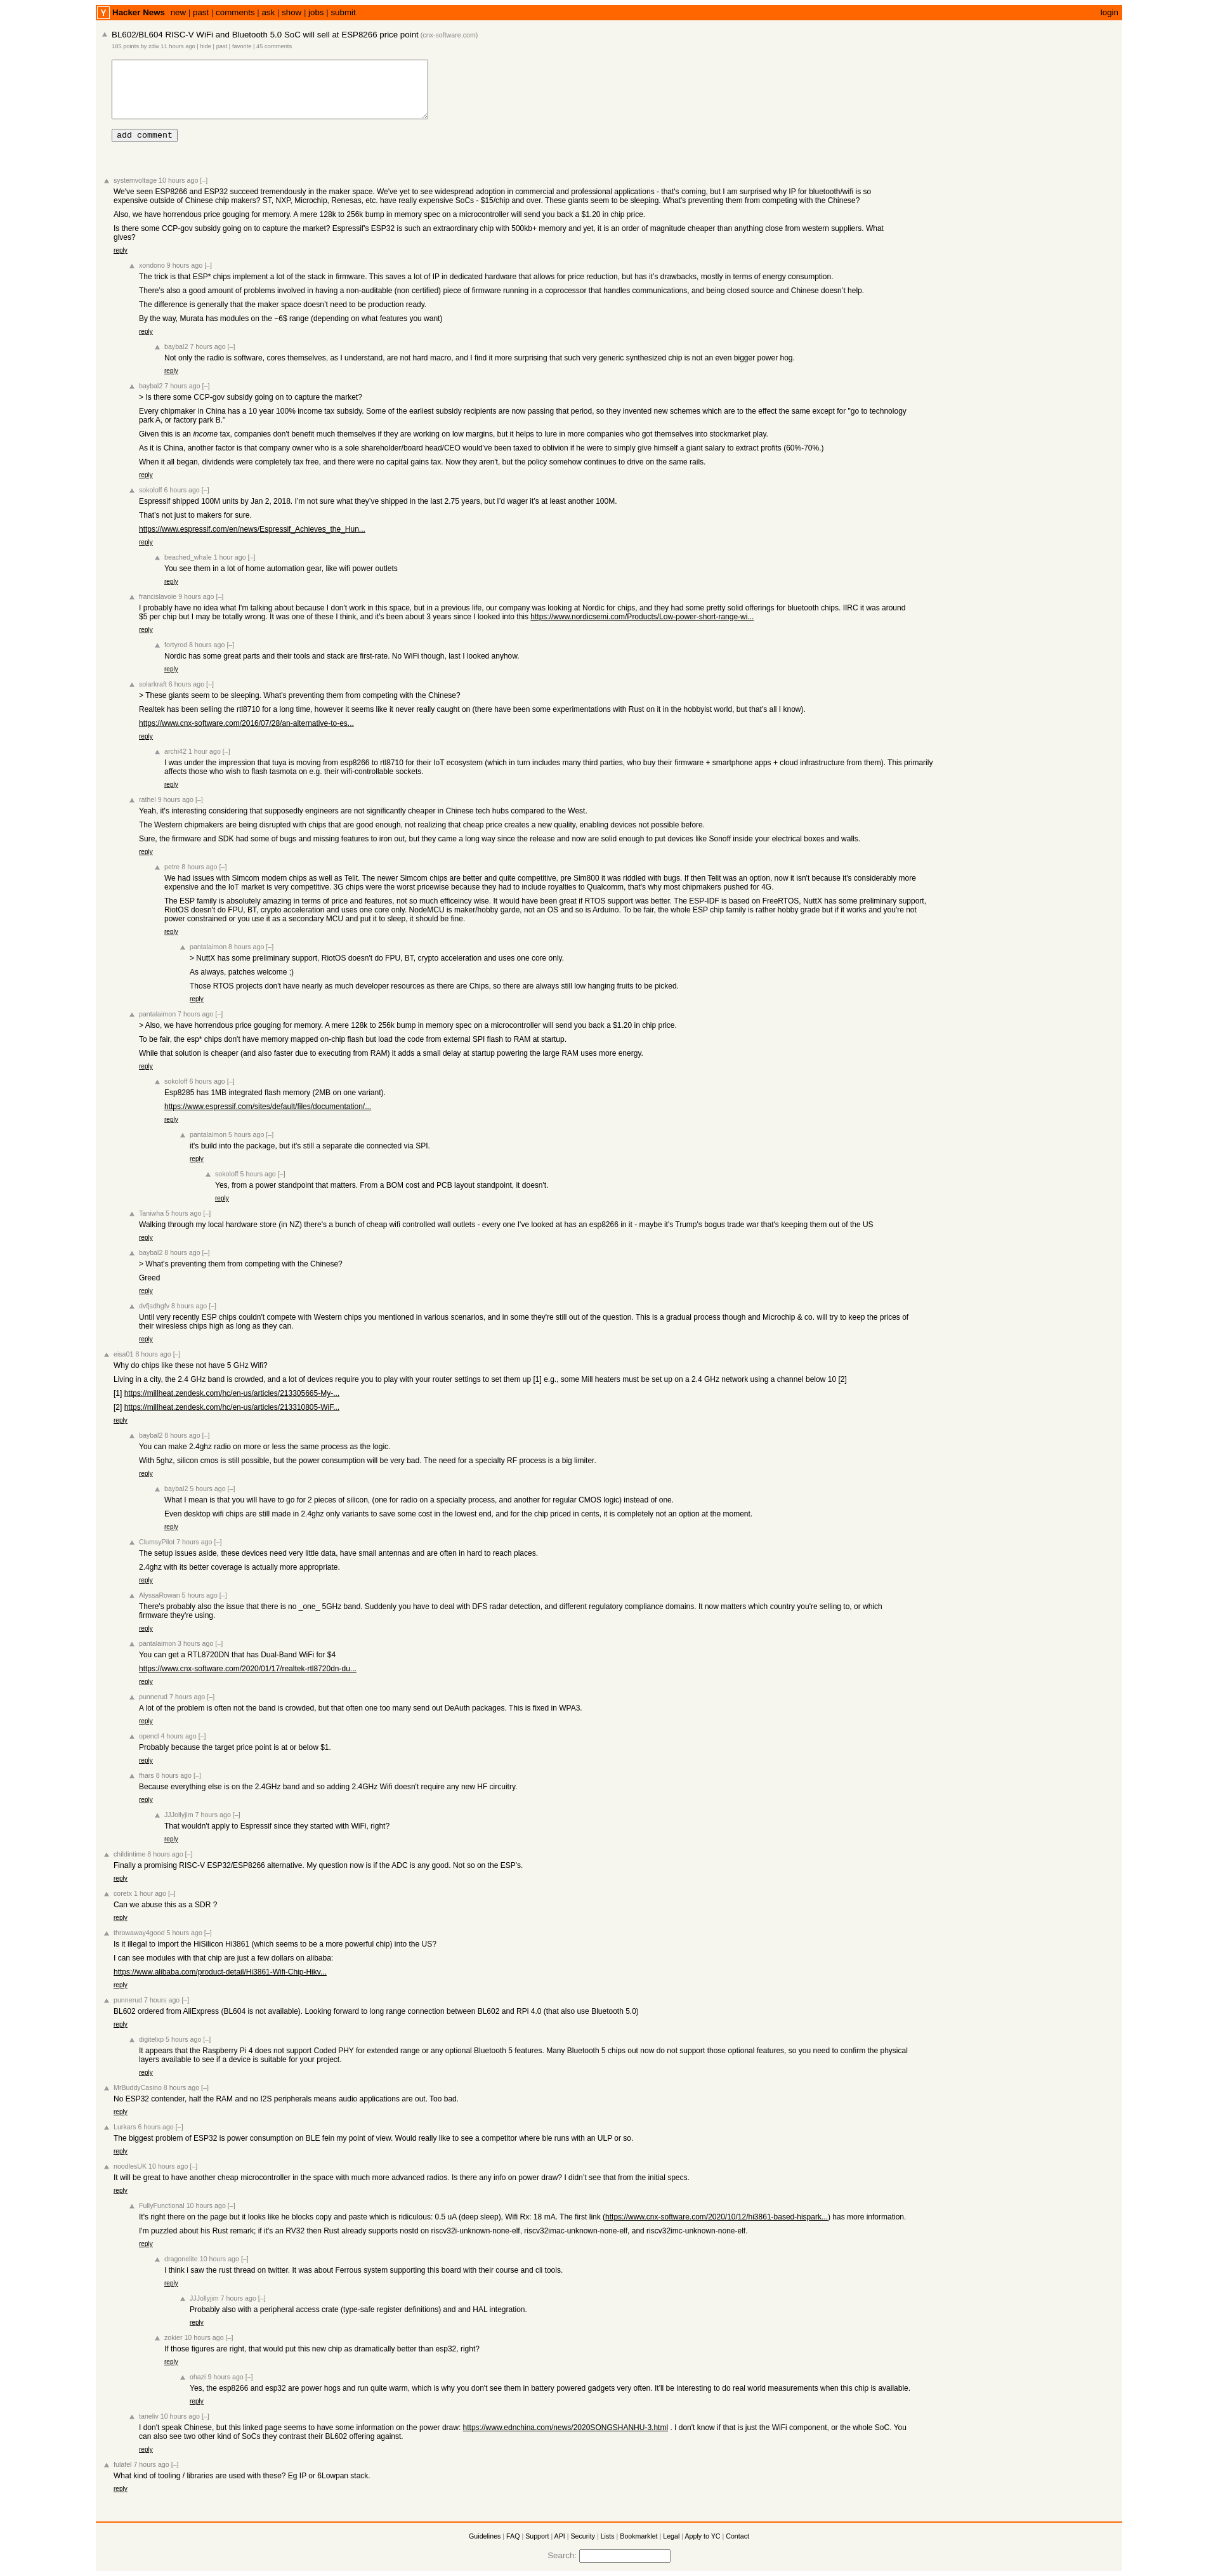 Y Hacker News new | past | comments | ask | show | jobs | submit login
BL602/BL604 RISC-V WiFi and Bluetooth 5.0 SoC will sell at ESP8266 price point (cnx-software.com)
185 points by zdw 11 hours ago | hide | past | favorite | 45 comments
add comment
systemvoltage 10 hours ago [–]
We've seen ESP8266 and ESP32 succeed tremendously in the maker space. We've yet to see widespread adoption in commercial and professional applications - that's coming, but I am surprised why IP for bluetooth/wifi is so
expensive outside of Chinese chip makers? ST, NXP, Microchip, Renesas, etc. have really expensive SoCs - $15/chip and over. These giants seem to be sleeping. What's preventing them from competing with the Chinese?
Also, we have horrendous price gouging for memory. A mere 128k to 256k bump in memory spec on a microcontroller will send you back a $1.20 in chip price.
Is there some CCP-gov subsidy going on to capture the market? Espressif's ESP32 is such an extraordinary chip with 500kb+ memory and yet, it is an order of magnitude cheaper than anything close from western suppliers. What
gives?
reply
xondono 9 hours ago [–]
The trick is that ESP* chips implement a lot of the stack in firmware. This saves a lot of IP in dedicated hardware that allows for price reduction, but has it's drawbacks, mostly in terms of energy consumption.
There's also a good amount of problems involved in having a non-auditable (non certified) piece of firmware running in a coprocessor that handles communications, and being closed source and Chinese doesn't help.
The difference is generally that the maker space doesn't need to be production ready.
By the way, Murata has modules on the ~6$ range (depending on what features you want)
reply
baybal2 7 hours ago [–]
Not only the radio is software, cores themselves, as I understand, are not hard macro, and I find it more surprising that such very generic synthesized chip is not an even bigger power hog.
reply
baybal2 7 hours ago [–]
> Is there some CCP-gov subsidy going on to capture the market?
Every chipmaker in China has a 10 year 100% income tax subsidy. Some of the earliest subsidy recipients are now passing that period, so they invented new schemes which are to the effect the same except for "go to technology
park A, or factory park B."
Given this is an income tax, companies don't benefit much themselves if they are working on low margins, but it helps to lure in more companies who got themselves into stockmarket play.
As it is China, another factor is that company owner who is a sole shareholder/board head/CEO would've been taxed to oblivion if he were to simply give himself a giant salary to extract profits (60%-70%.)
When it all began, dividends were completely tax free, and there were no capital gains tax. Now they aren't, but the policy somehow continues to drive on the same rails.
reply
sokoloff 6 hours ago [–]
Espressif shipped 100M units by Jan 2, 2018. I'm not sure what they've shipped in the last 2.75 years, but I'd wager it's at least another 100M.
That's not just to makers for sure.
https://www.espressif.com/en/news/Espressif_Achieves_the_Hun...
reply
beached_whale 1 hour ago [–]
You see them in a lot of home automation gear, like wifi power outlets
reply
francislavoie 9 hours ago [–]
I probably have no idea what I'm talking about because I don't work in this space, but in a previous life, our company was looking at Nordic for chips, and they had some pretty solid offerings for bluetooth chips. IIRC it was around
$5 per chip but I may be totally wrong. It was one of these I think, and it's been about 3 years since I looked into this https://www.nordicsemi.com/Products/Low-power-short-range-wi...
reply
fortyrod 8 hours ago [–]
Nordic has some great parts and their tools and stack are first-rate. No WiFi though, last I looked anyhow.
reply
solarkraft 6 hours ago [–]
> These giants seem to be sleeping. What's preventing them from competing with the Chinese?
Realtek has been selling the rtl8710 for a long time, however it seems like it never really caught on (there have been some experimentations with Rust on it in the hobbyist world, but that's all I know).
https://www.cnx-software.com/2016/07/28/an-alternative-to-es...
reply
archi42 1 hour ago [–]
I was under the impression that tuya is moving from esp8266 to rtl8710 for their IoT ecosystem (which in turn includes many third parties, who buy their firmware + smartphone apps + cloud infrastructure from them). This primarily
affects those who wish to flash tasmota on e.g. their wifi-controllable sockets.
reply
rathel 9 hours ago [–]
Yeah, it's interesting considering that supposedly engineers are not significantly cheaper in Chinese tech hubs compared to the West.
The Western chipmakers are being disrupted with chips that are good enough, not realizing that cheap price creates a new quality, enabling devices not possible before.
Sure, the firmware and SDK had some of bugs and missing features to iron out, but they came a long way since the release and now are solid enough to put devices like Sonoff inside your electrical boxes and walls.
reply
petre 8 hours ago [–]
We had issues with Simcom modem chips as well as Telit. The newer Simcom chips are better and quite competitive, pre Sim800 it was riddled with bugs. If then Telit was an option, now it isn't because it's considerably more
expensive and the IoT market is very competitive. 3G chips were the worst pricewise because they had to include royalties to Qualcomm, that's why most chipmakers pushed for 4G.
The ESP family is absolutely amazing in terms of price and features, not so much efficeincy wise. It would have been great if RTOS support was better. The ESP-IDF is based on FreeRTOS, NuttX has some preliminary support,
RiotOS doesn't do FPU, BT, crypto acceleration and uses one core only. NodeMCU is maker/hobby garde, not an OS and so is Arduino. To be fair, the whole ESP chip family is rather hobby grade but if it works and you're not
power constrained or you use it as a secondary MCU and put it to sleep, it should be fine.
reply
pantalaimon 8 hours ago [–]
> NuttX has some preliminary support, RiotOS doesn't do FPU, BT, crypto acceleration and uses one core only.
As always, patches welcome ;)
Those RTOS projects don't have nearly as much developer resources as there are Chips, so there are always still low hanging fruits to be picked.
reply
pantalaimon 7 hours ago [–]
> Also, we have horrendous price gouging for memory. A mere 128k to 256k bump in memory spec on a microcontroller will send you back a $1.20 in chip price.
To be fair, the esp* chips don't have memory mapped on-chip flash but load the code from external SPI flash to RAM at startup.
While that solution is cheaper (and also faster due to executing from RAM) it adds a small delay at startup powering the large RAM uses more energy.
reply
sokoloff 6 hours ago [–]
Esp8285 has 1MB integrated flash memory (2MB on one variant).
https://www.espressif.com/sites/default/files/documentation/...
reply
pantalaimon 5 hours ago [–]
it's build into the package, but it's still a separate die connected via SPI.
reply
sokoloff 5 hours ago [–]
Yes, from a power standpoint that matters. From a BOM cost and PCB layout standpoint, it doesn't.
reply
Taniwha 5 hours ago [–]
Walking through my local hardware store (in NZ) there's a bunch of cheap wifi controlled wall outlets - every one I've looked at has an esp8266 in it - maybe it's Trump's bogus trade war that's keeping them out of the US
reply
baybal2 8 hours ago [–]
> What's preventing them from competing with the Chinese?
Greed
reply
dvfjsdhgfv 8 hours ago [–]
Until very recently ESP chips couldn't compete with Western chips you mentioned in various scenarios, and in some they're still out of the question. This is a gradual process though and Microchip & co. will try to keep the prices of
their wiresless chips high as long as they can.
reply
eisa01 8 hours ago [–]
Why do chips like these not have 5 GHz Wifi?
Living in a city, the 2.4 GHz band is crowded, and a lot of devices require you to play with your router settings to set them up [1] e.g., some Mill heaters must be set up on a 2.4 GHz network using a channel below 10 [2]
[1] https://millheat.zendesk.com/hc/en-us/articles/213305665-My-...
[2] https://millheat.zendesk.com/hc/en-us/articles/213310805-WiF...
reply
baybal2 8 hours ago [–]
You can make 2.4ghz radio on more or less the same process as the logic.
With 5ghz, silicon cmos is still possible, but the power consumption will be very bad. The need for a specialty RF process is a big limiter.
reply
baybal2 5 hours ago [–]
What I mean is that you will have to go for 2 pieces of silicon, (one for radio on a specialty process, and another for regular CMOS logic) instead of one.
Even desktop wifi chips are still made in 2.4ghz only variants to save some cost in the lowest end, and for the chip priced in cents, it is completely not an option at the moment.
reply
ClumsyPilot 7 hours ago [–]
The setup issues aside, these devices need very little data, have small antennas and are often in hard to reach places.
2.4ghz with its better coverage is actually more appropriate.
reply
AlyssaRowan 5 hours ago [–]
There's probably also the issue that there is no _one_ 5GHz band. Suddenly you have to deal with DFS radar detection, and different regulatory compliance domains. It now matters which country you're selling to, or which
firmware they're using.
reply
pantalaimon 3 hours ago [–]
You can get a RTL8720DN that has Dual-Band WiFi for $4
https://www.cnx-software.com/2020/01/17/realtek-rtl8720dn-du...
reply
punnerud 7 hours ago [–]
A lot of the problem is often not the band is crowded, but that often one too many send out DeAuth packages. This is fixed in WPA3.
reply
opencl 4 hours ago [–]
Probably because the target price point is at or below $1.
reply
fhars 8 hours ago [–]
Because everything else is on the 2.4GHz band and so adding 2.4GHz Wifi doesn't require any new HF circuitry.
reply
JJJollyjim 7 hours ago [–]
That wouldn't apply to Espressif since they started with WiFi, right?
reply
childintime 8 hours ago [–]
Finally a promising RISC-V ESP32/ESP8266 alternative. My question now is if the ADC is any good. Not so on the ESP's.
reply
coretx 1 hour ago [–]
Can we abuse this as a SDR ?
reply
throwaway4good 5 hours ago [–]
Is it illegal to import the HiSilicon Hi3861 (which seems to be a more powerful chip) into the US?
I can see modules with that chip are just a few dollars on alibaba:
https://www.alibaba.com/product-detail/Hi3861-Wifi-Chip-Hikv...
reply
punnerud 7 hours ago [–]
BL602 ordered from AliExpress (BL604 is not available). Looking forward to long range connection between BL602 and RPi 4.0 (that also use Bluetooth 5.0)
reply
digitelxp 5 hours ago [–]
It appears that the Raspberry Pi 4 does not support Coded PHY for extended range or any optional Bluetooth 5 features. Many Bluetooth 5 chips out now do not support those optional features, so you need to confirm the physical
layers available to see if a device is suitable for your project.
reply
MrBuddyCasino 8 hours ago [–]
No ESP32 contender, half the RAM and no I2S peripherals means audio applications are out. Too bad.
reply
Lurkars 6 hours ago [–]
The biggest problem of ESP32 is power consumption on BLE fein my point of view. Would really like to see a competitor where ble runs with an ULP or so.
reply
noodlesUK 10 hours ago [–]
It will be great to have another cheap microcontroller in the space with much more advanced radios. Is there any info on power draw? I didn't see that from the initial specs.
reply
FullyFunctional 10 hours ago [–]
It's right there on the page but it looks like he blocks copy and paste which is ridiculous: 0.5 uA (deep sleep), Wifi Rx: 18 mA. The first link (https://www.cnx-software.com/2020/10/12/hi3861-based-hispark...) has more information.
I'm puzzled about his Rust remark; if it's an RV32 then Rust already supports nostd on riscv32i-unknown-none-elf, riscv32imac-unknown-none-elf, and riscv32imc-unknown-none-elf.
reply
dragonelite 10 hours ago [–]
I think i saw the rust thread on twitter. It was about Ferrous system supporting this board with their course and cli tools.
reply
JJJollyjim 7 hours ago [–]
Probably also with a peripheral access crate (type-safe register definitions) and and HAL integration.
reply
zokier 10 hours ago [–]
If those figures are right, that would put this new chip as dramatically better than esp32, right?
reply
ohazi 9 hours ago [–]
Yes, the esp8266 and esp32 are power hogs and run quite warm, which is why you don't see them in battery powered gadgets very often. It'll be interesting to do real world measurements when this chip is available.
reply
taneliv 10 hours ago [–]
I don't speak Chinese, but this linked page seems to have some information on the power draw: https://www.ednchina.com/news/2020SONGSHANHU-3.html . I don't know if that is just the WiFi component, or the whole SoC. You
can also see two other kind of SoCs they contrast their BL602 offering against.
reply
fulafel 7 hours ago [–]
What kind of tooling / libraries are used with these? Eg IP or 6Lowpan stack.
reply
Guidelines | FAQ | Support | API | Security | Lists | Bookmarklet | Legal | Apply to YC | Contact
Search: